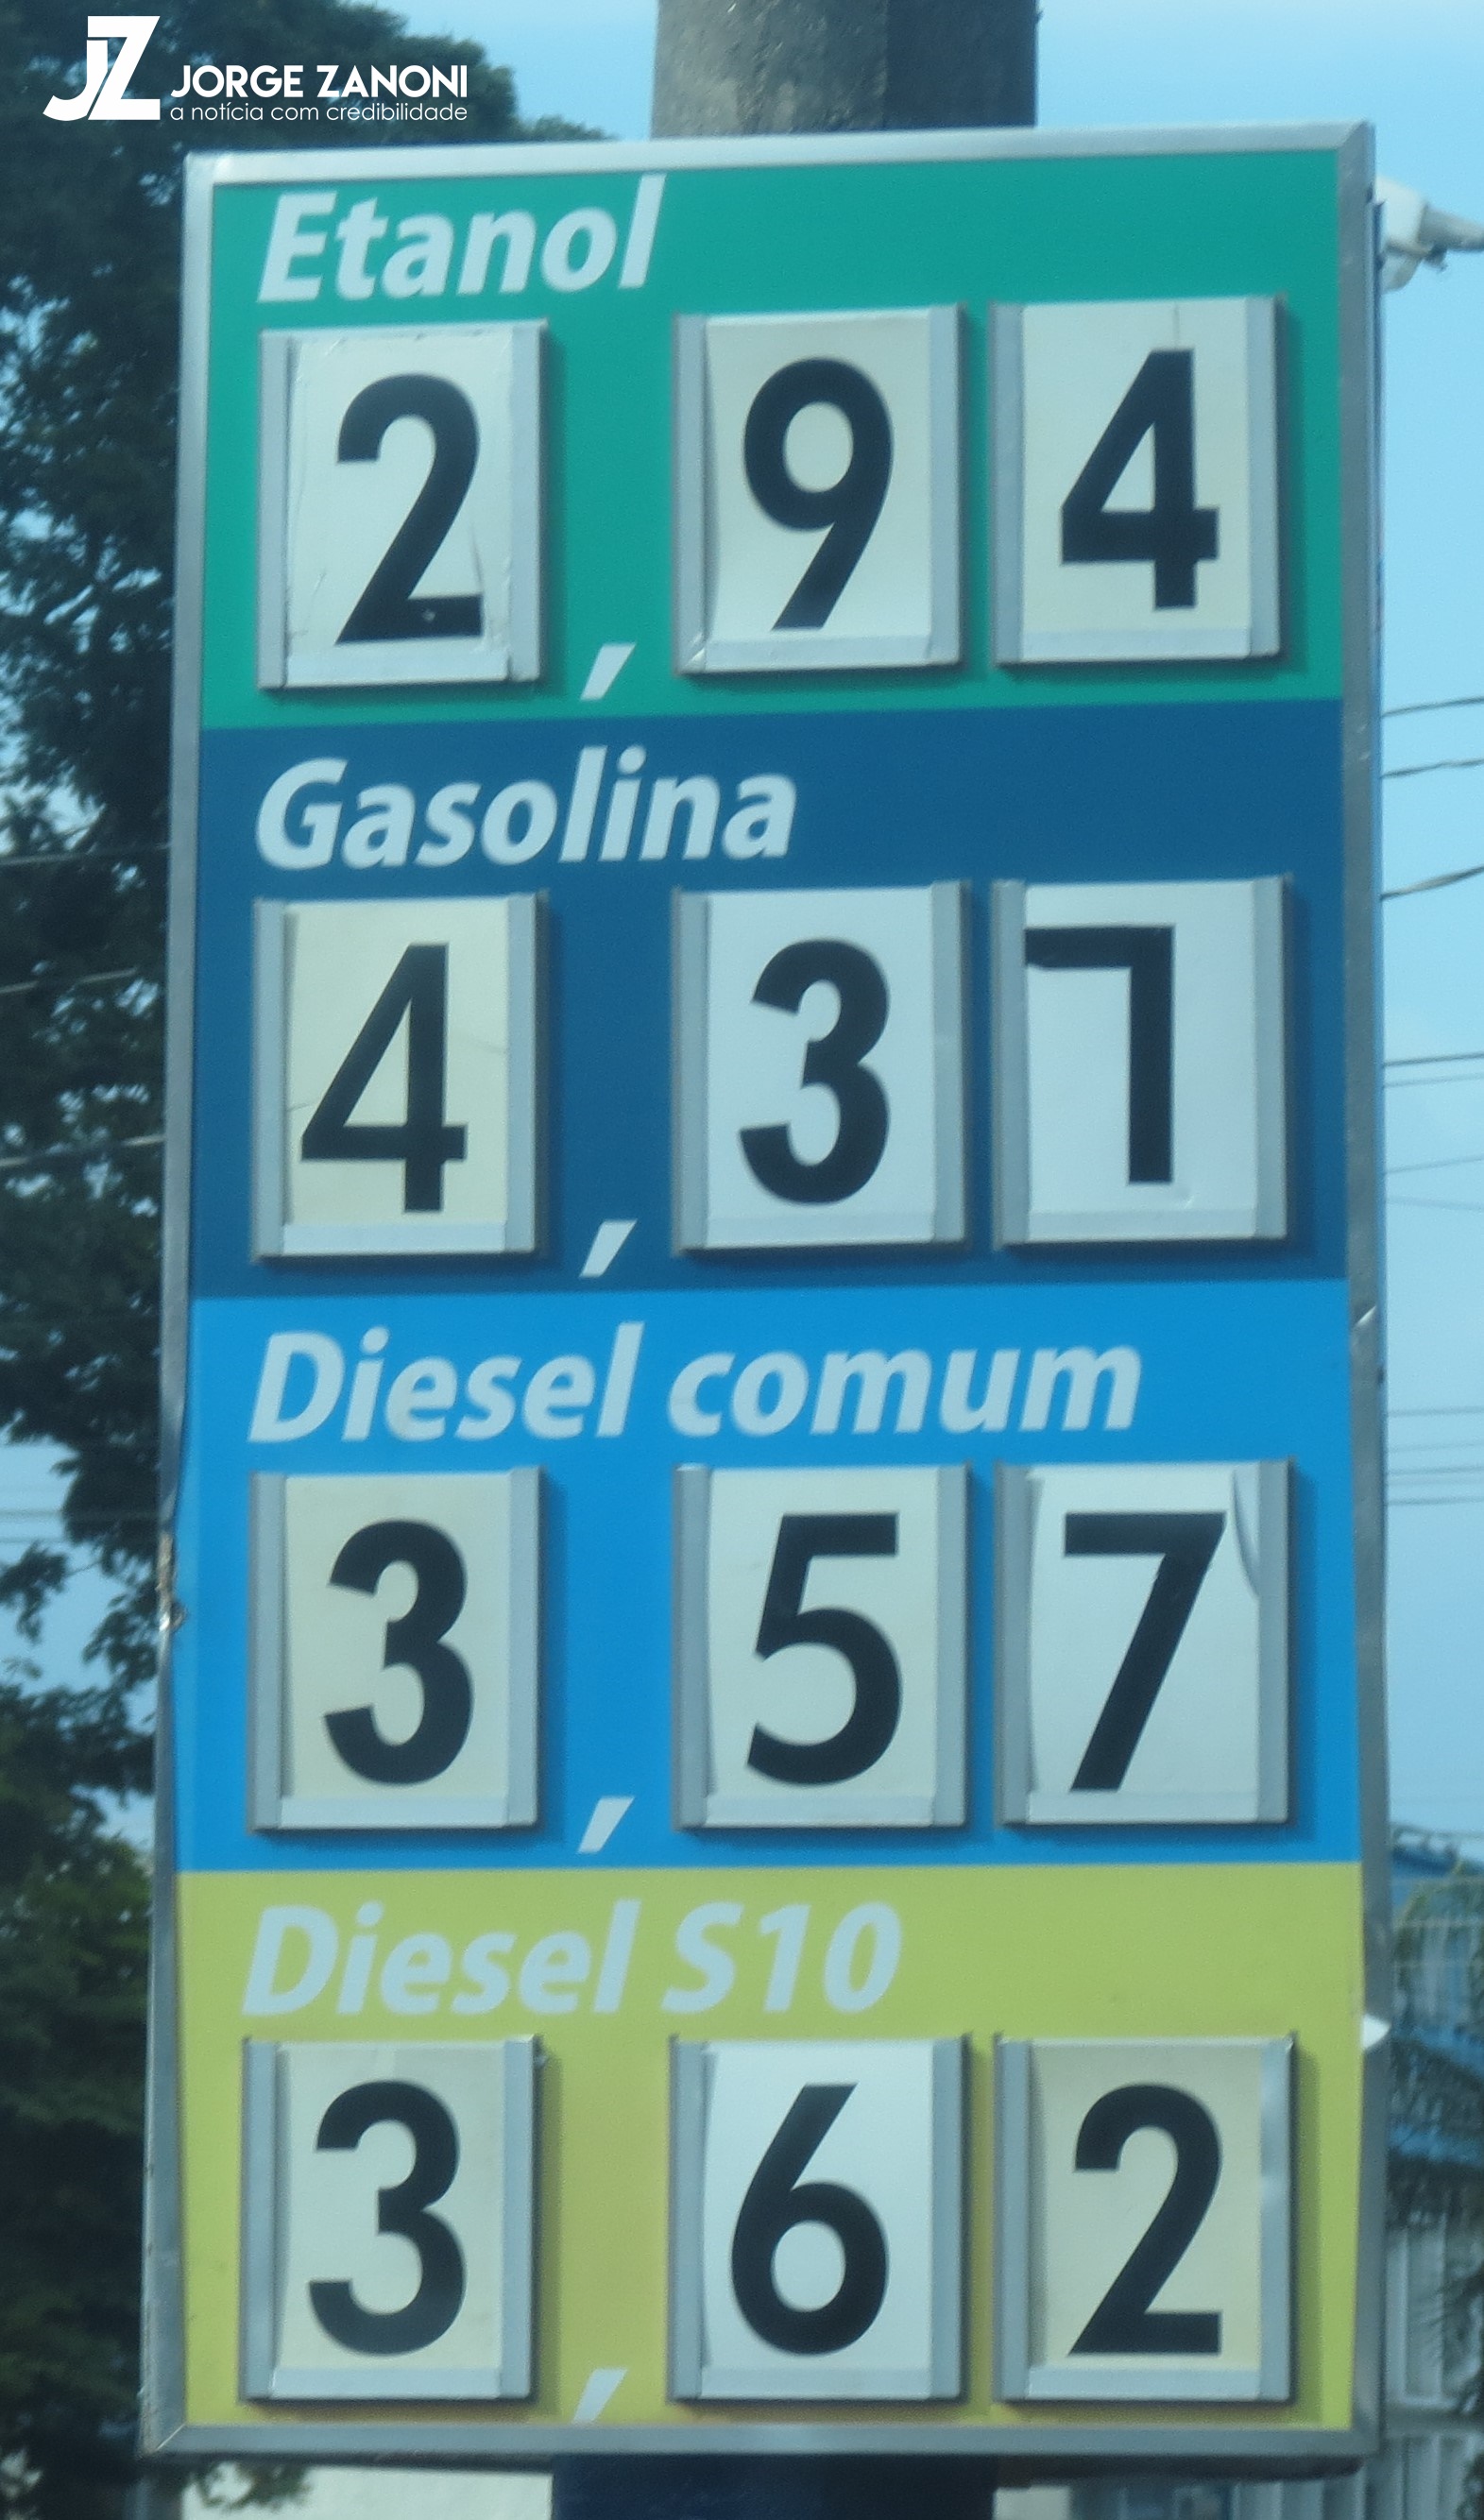 JZ JORGE ZANONI
a notícia com credibilidade
Etanol
2,94
Gasolina
4,31
Diesel comum
3,57
Diesel S10
3,62